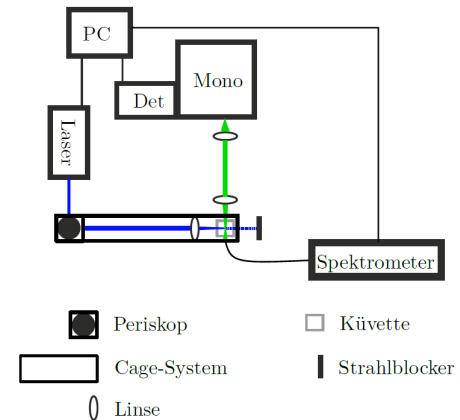 PC
Mono
Det
Laser
Spektrometer
Periskop
Küvette
Cage-System
Strahlblocker
Linse